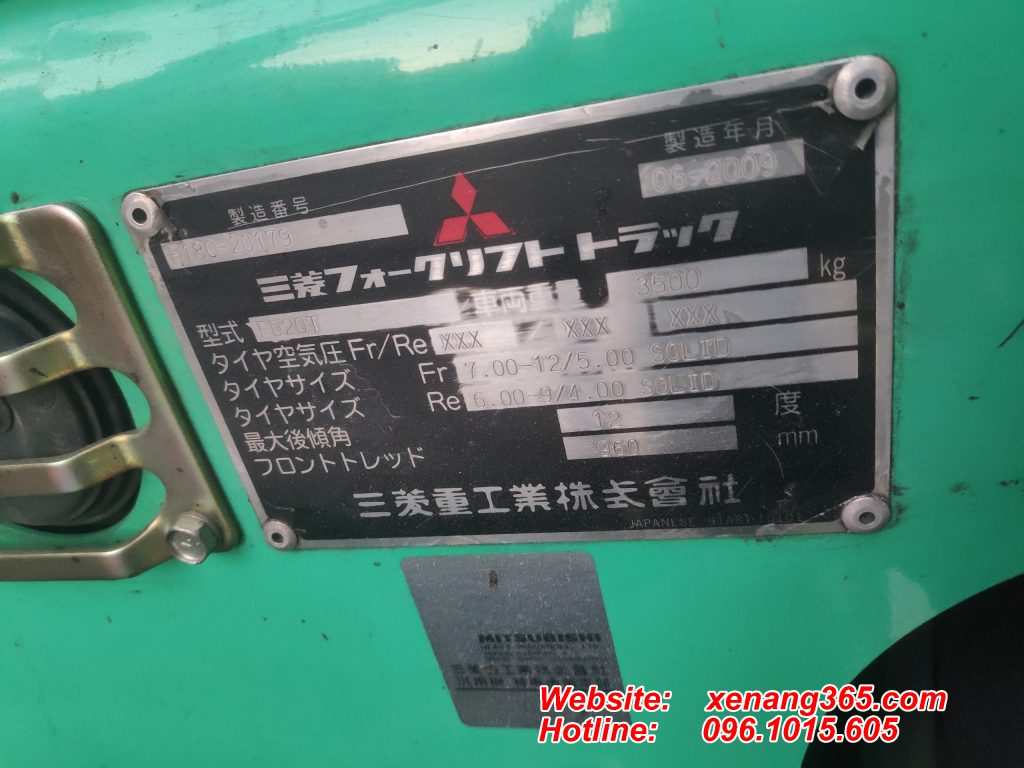 製造番号
製造年月
06-2009
18C-20179
三菱フォークリフトトラック
車両重量 3500 kg
型式 FD20T
タイヤ空気圧 Fr/Re XXX XXX XXX
タイヤサイズ Fr 7.00-12/5.00 SOLID
タイヤサイズ Re 6.00-9/4.00 SOLID
最大後傾角 12 度
フロントトレッド 960 mm
三菱重工業株式會社
JAPANESE
MITSUBISHI
Website: xenang365.com
Hotline: 096.1015.605